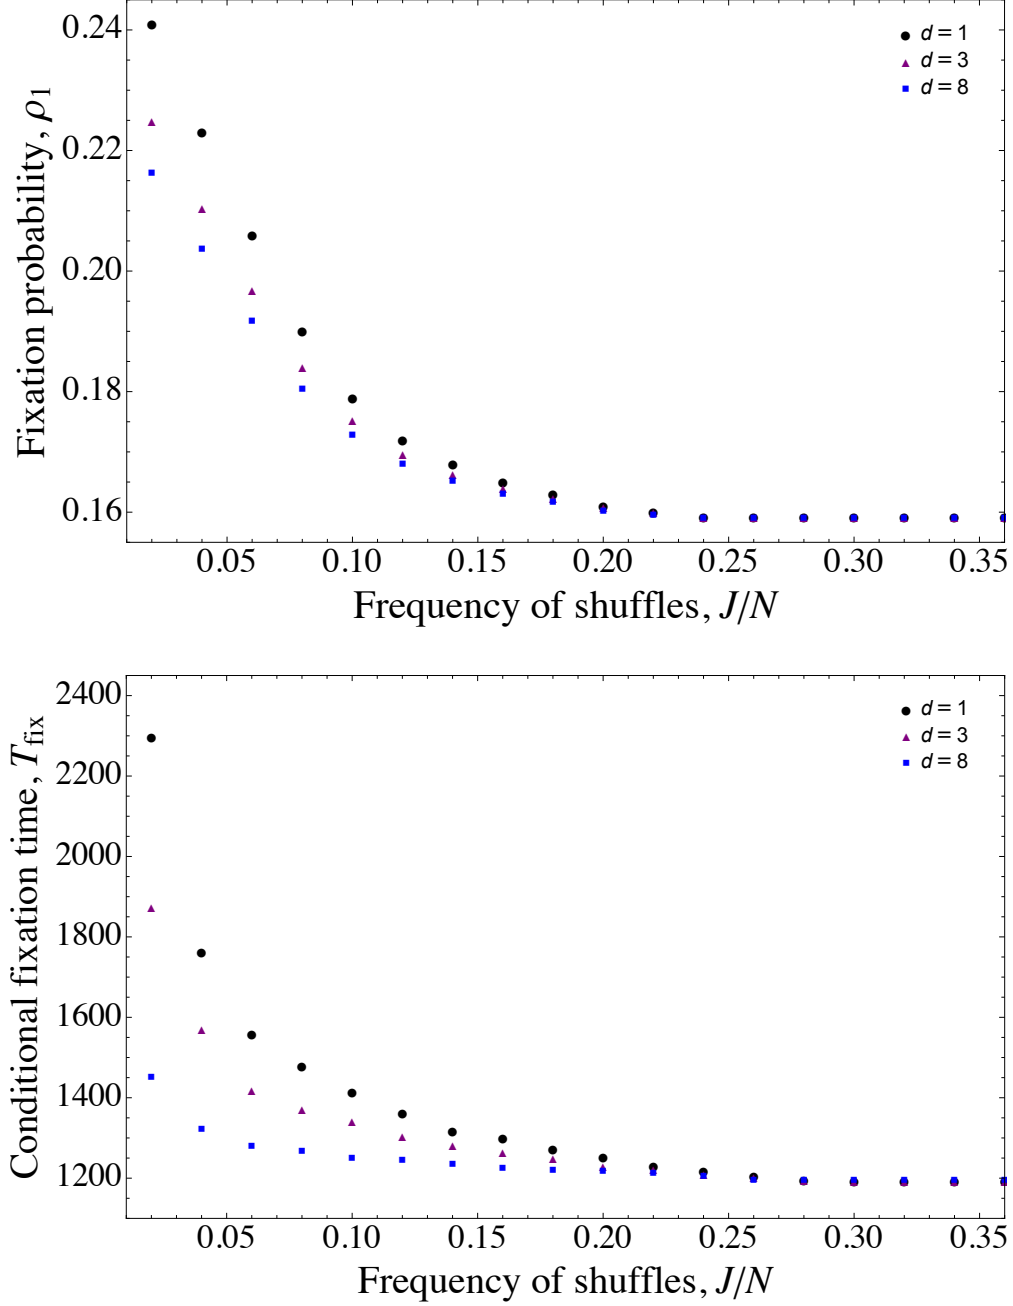 Fixation probability, ρ1
0.24
0.22
0.20
0.18
0.16
d = 1
d = 3
d = 8
0.05 0.10 0.15 0.20 0.25 0.30 0.35
Frequency of shuffles, J/N
Conditional fixation time, Tfix
2400
2200
2000
1800
1600
1400
1200
d = 1
d = 3
d = 8
0.05 0.10 0.15 0.20 0.25 0.30 0.35
Frequency of shuffles, J/N